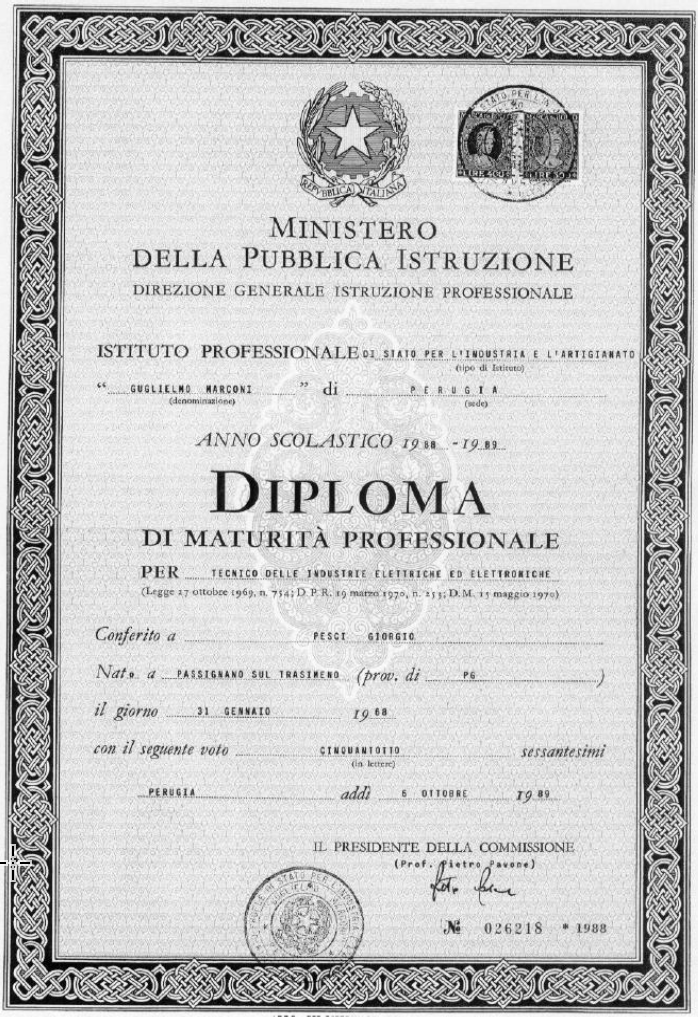 REPVBBLICA ITALIANA
LIRE 400
MINISTERO
DELLA PUBBLICA ISTRUZIONE
DIREZIONE GENERALE ISTRUZIONE PROFESSIONALE
ISTITUTO PROFESSIONALE DI STATO PER L'INDUSTRIA E L'ARTIGIANATO
(tipo di Istituto)
“ GUGLIELMO MARCONI ” di PERUGIA
(denominazione) (sede)
ANNO SCOLASTICO 1988 - 1989
DIPLOMA
DI MATURITÀ PROFESSIONALE
PER TECNICO DELLE INDUSTRIE ELETTRICHE ED ELETTRONICHE
(Legge 27 ottobre 1969, n. 754; D. P. R. 19 marzo 1970, n. 253; D. M. 15 maggio 1970)
Conferito a PESCI GIORGIO
Nato a PASSIGNANO SUL TRASIMENO (prov. di PG)
il giorno 31 GENNAIO 1968
con il seguente voto CINQUANTOTTO sessantesimi
(in lettere)
PERUGIA addì 6 OTTOBRE 1989
IL PRESIDENTE DELLA COMMISSIONE
(Prof. Pietro Pavone)
№ 026218 * 1988